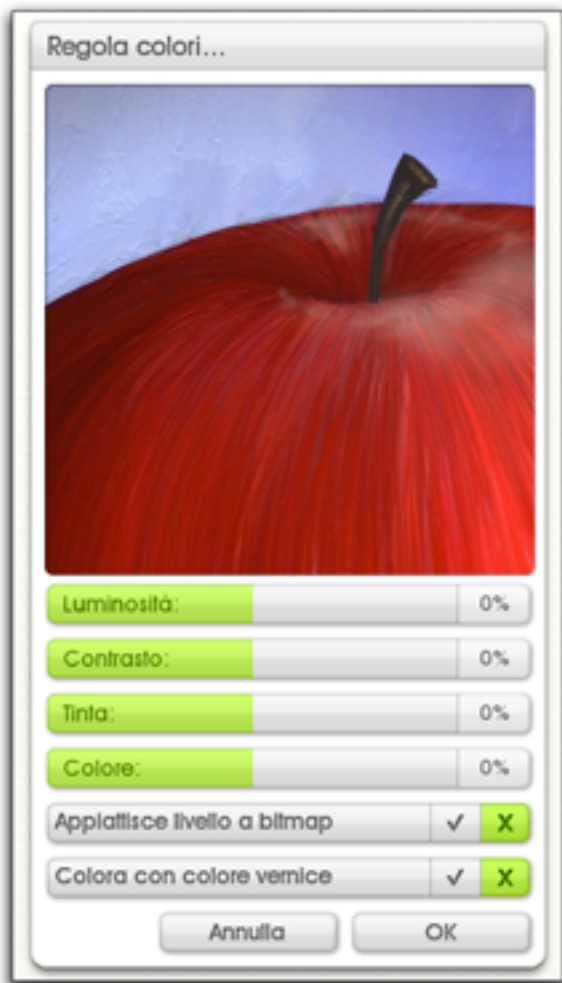 Regola colori...
Luminosità: 0%
Contrasto: 0%
Tinta: 0%
Colore: 0%
Appiattisce livello a bitmap ✓ X
Colora con colore vernice ✓ X
Annulla OK